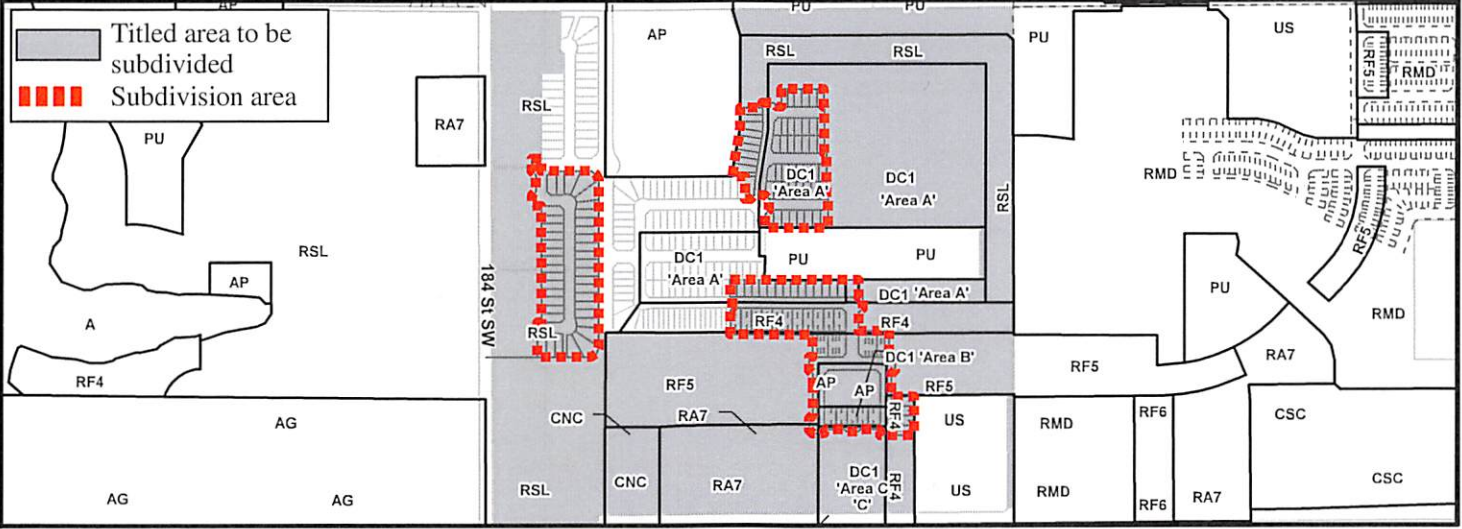 AP
PU
PU
Titled area to be
subdivided
Subdivision area
AP
RSL
RSL
PU
US
RF5
RMD
RSL
RA7
PU
DC1
'Area A'
DC1
'Area A'
RSL
RMD
RSL
RF5
DC1
'Area A'
PU
PU
AP
184 St SW
PU
DC1 'Area A'
A
RSL
RF4
RF4
RMD
DC1 'Area B'
RA7
RF4
RF5
AP
AP
RF5
RF5
CNC
RA7
RF4
US
RMD
RF6
CSC
AG
AG
AG
RSL
CNC
RA7
DC1
'Area C'
'C'
RF4
US
RMD
RF6
RA7
CSC